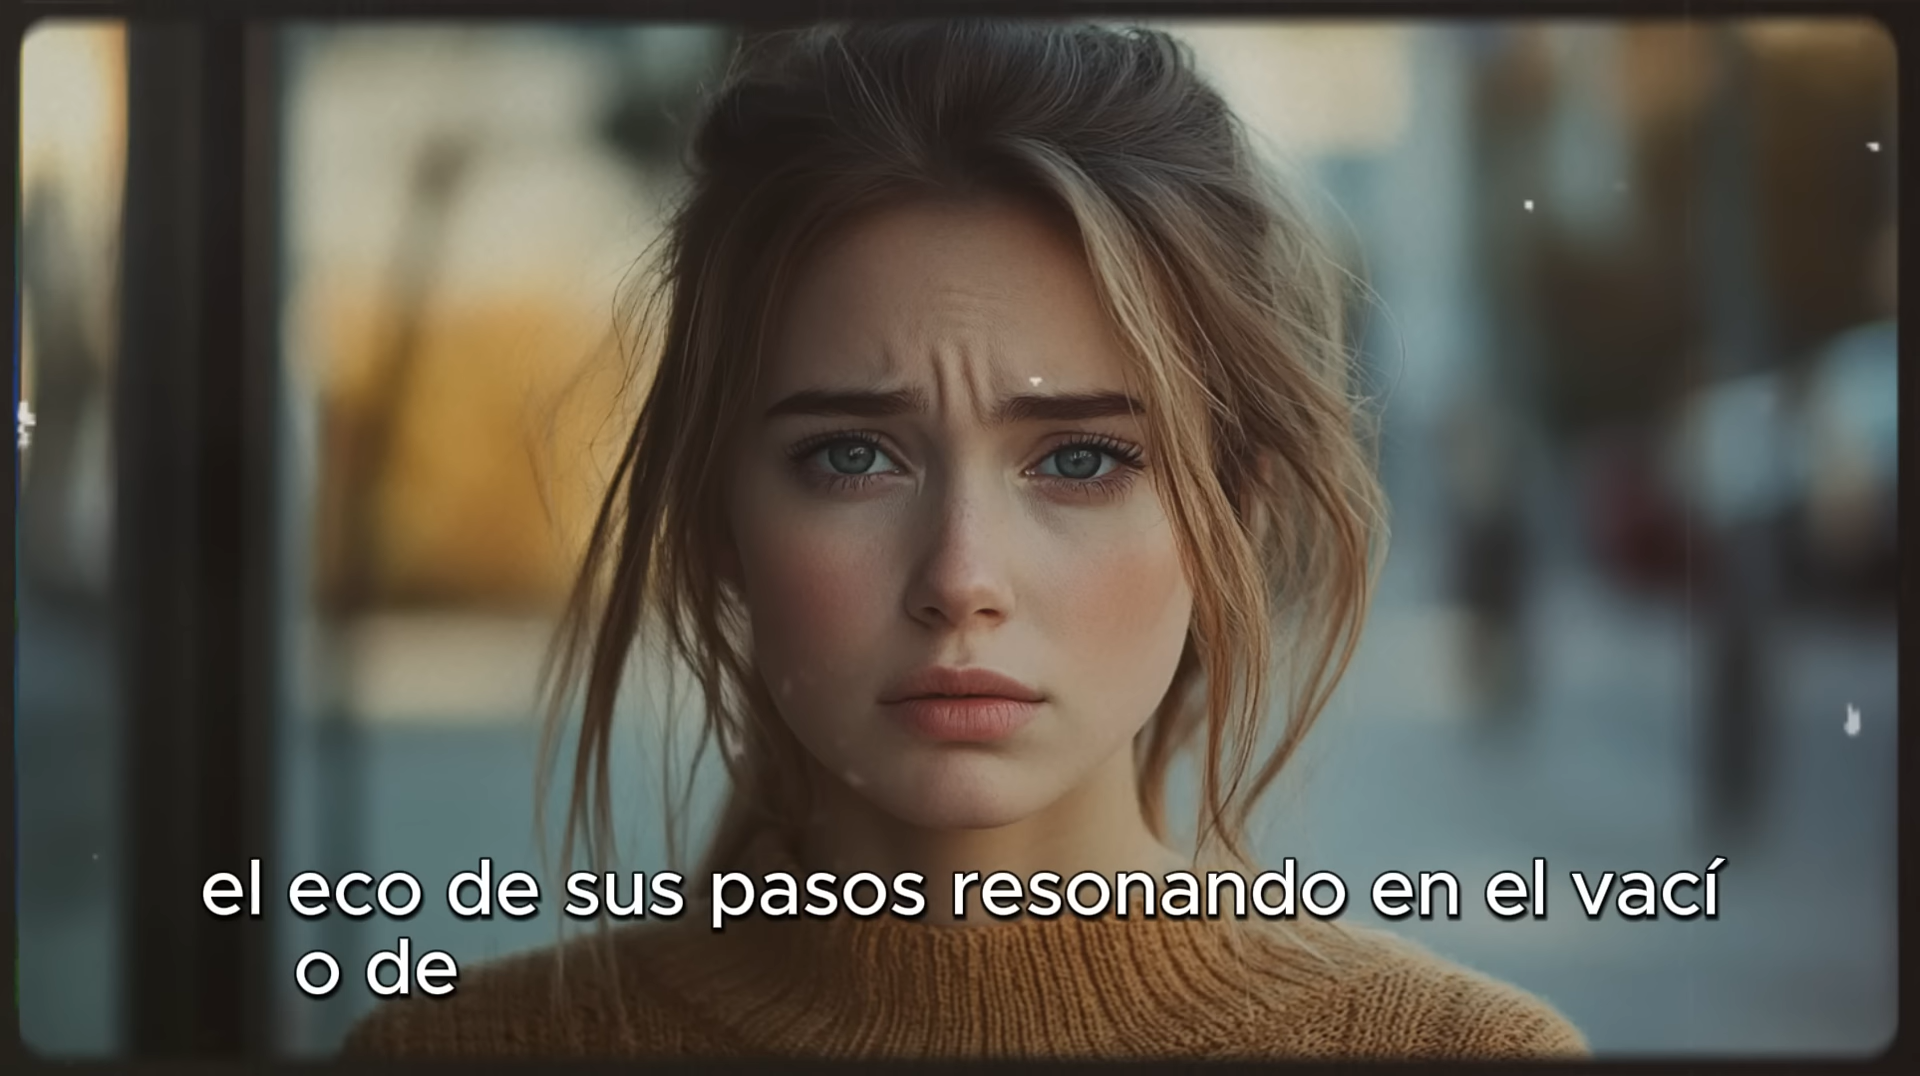 el eco de sus pasos resonando en el vací
o de